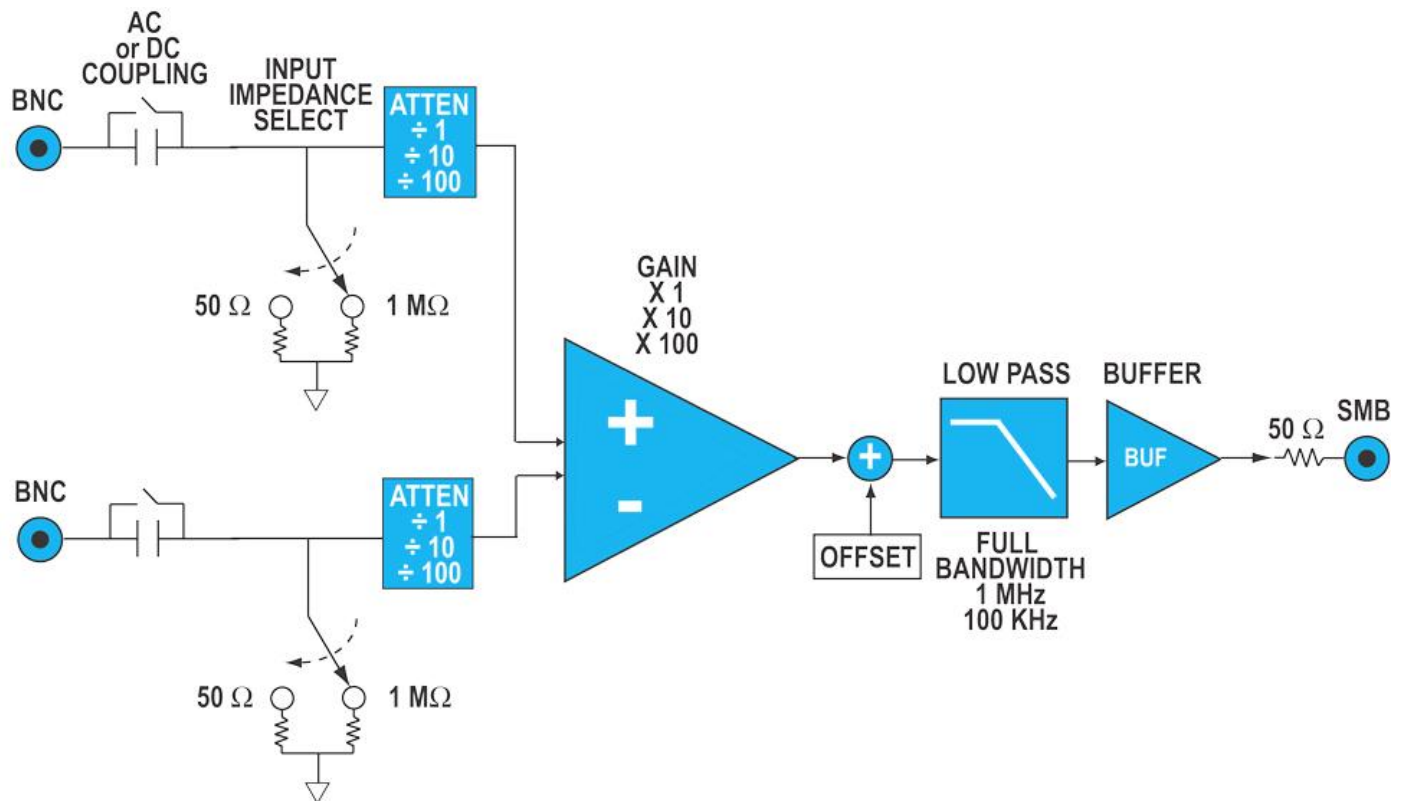 AC
or DC
COUPLING
BNC
INPUT
IMPEDANCE
SELECT
ATTEN
÷ 1
÷ 10
÷ 100
50 Ω
1 MΩ
GAIN
X 1
X 10
X 100
+
-
BNC
ATTEN
÷ 1
÷ 10
÷ 100
50 Ω
1 MΩ
+
OFFSET
LOW PASS
FULL
BANDWIDTH
1 MHz
100 KHz
BUFFER
BUF
50 Ω
SMB